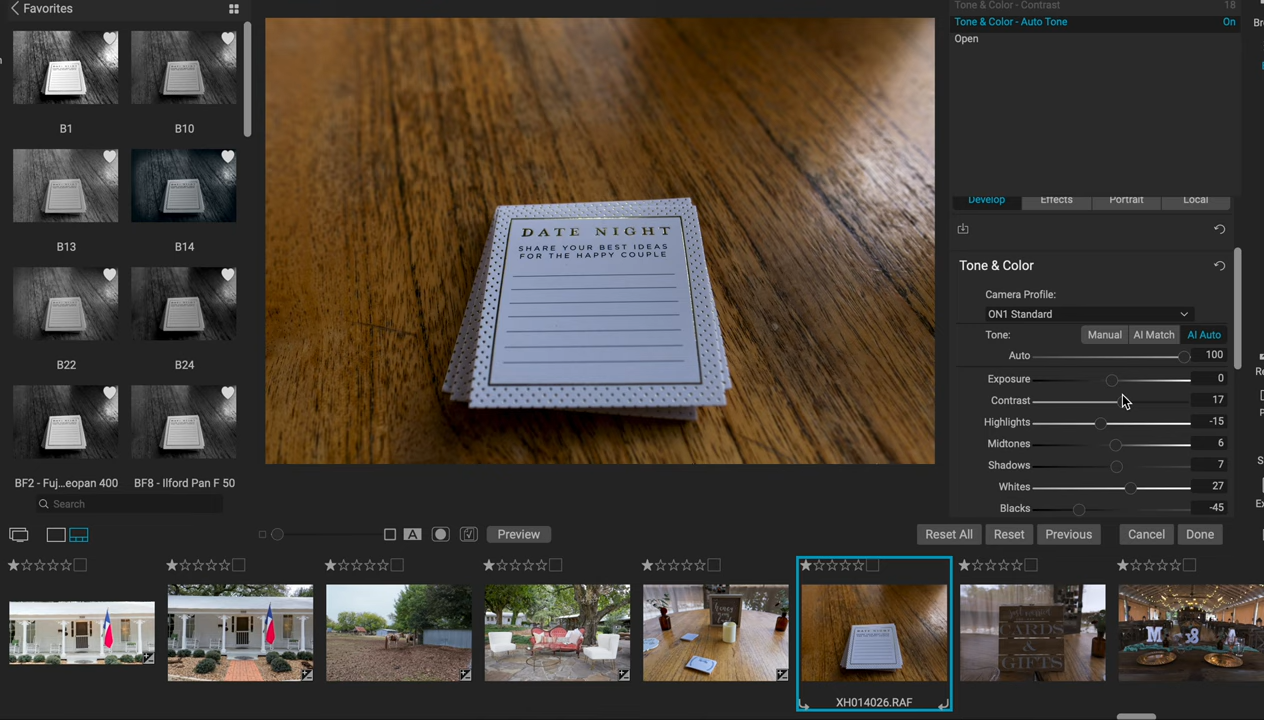 Favorites
B1
B10
B13
B14
B22
B24
BF2 - Fuj...eopan 400
BF8 - Ilford Pan F 50
Search
DATE NIGHT
SHARE YOUR BEST IDEAS
FOR THE HAPPY COUPLE
Tone & Color - Contrast 18
Tone & Color - Auto Tone On
Open
Develop Effects Portrait Local
Tone & Color
Camera Profile:
ON1 Standard
Tone: Manual AI Match AI Auto
Auto 100
Exposure 0
Contrast 17
Highlights -15
Midtones 6
Shadows 7
Whites 27
Blacks -45
A Preview
Reset All Reset Previous Cancel Done
CARDS
& GIFTS
M & A
XH014026.RAF